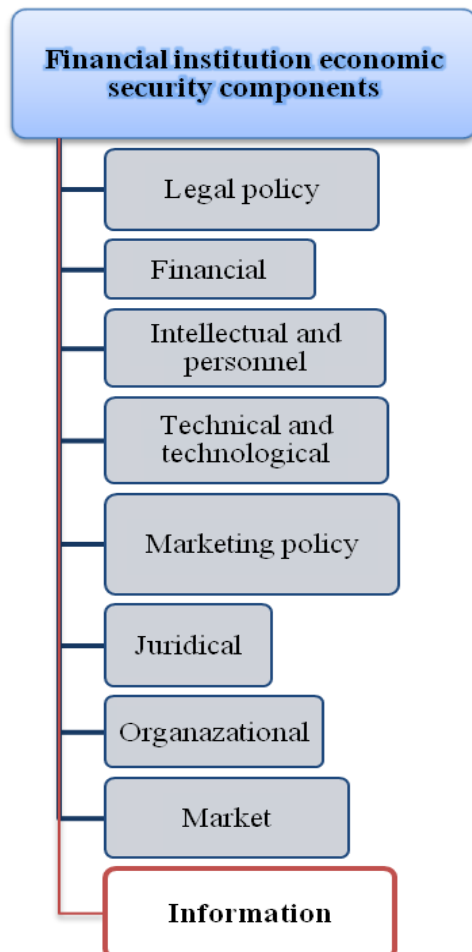 Financial institution economic
security components
Legal policy
Financial
Intellectual and
personnel
Technical and
technological
Marketing policy
Juridical
Organazational
Market
Information